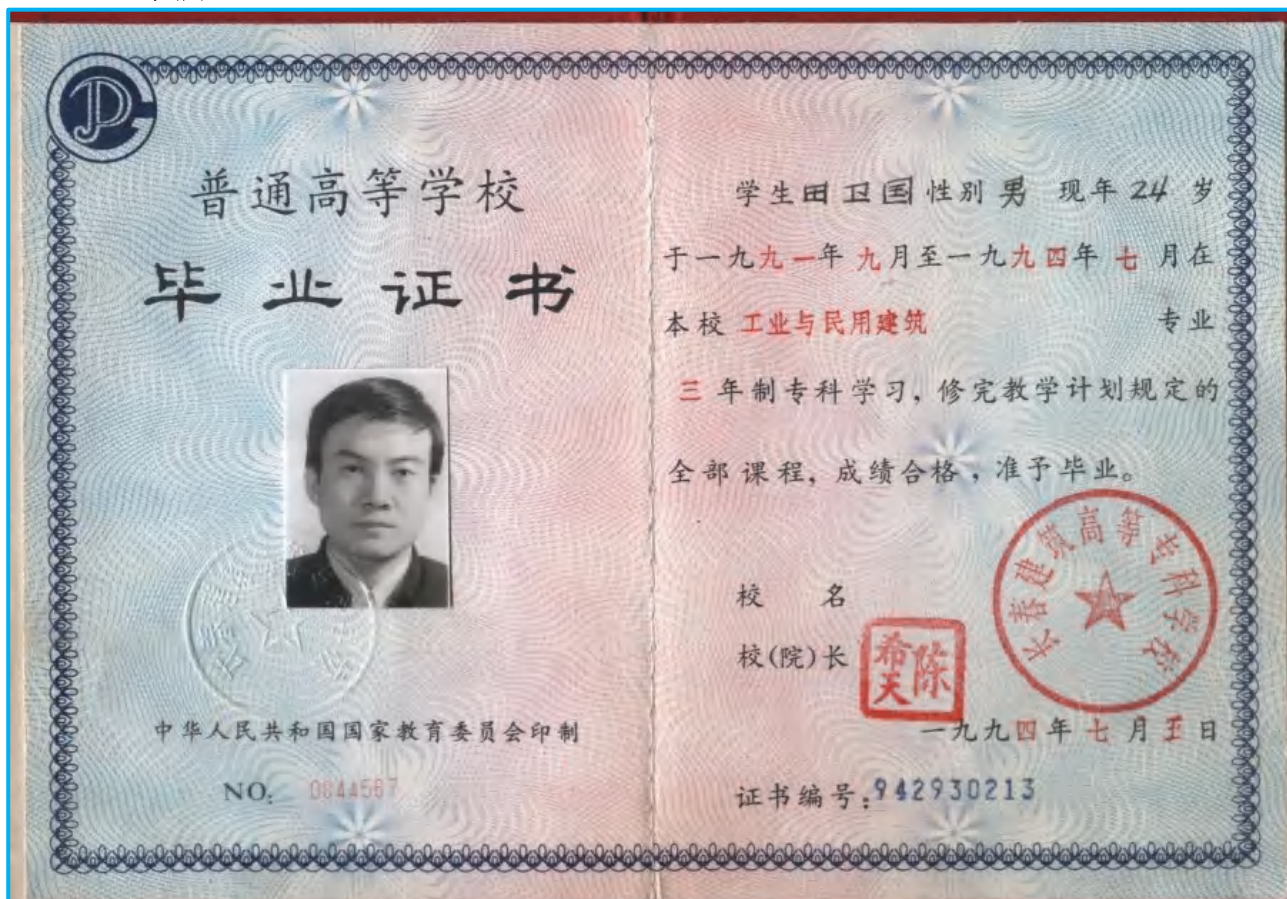 普通高等学校
毕业证书
中华人民共和国国家教育委员会印制
NO: 0044567
学生田卫国性别男 现年24岁
于一九九一年九月至一九九四年七月在
本校 工业与民用建筑 专业
三年制专科学习,修完教学计划规定的
全部课程,成绩合格,准予毕业。
长春建筑高等专科学校
校 名
校(院)长
陈希天
一九九四年七月五日
证书编号:942930213